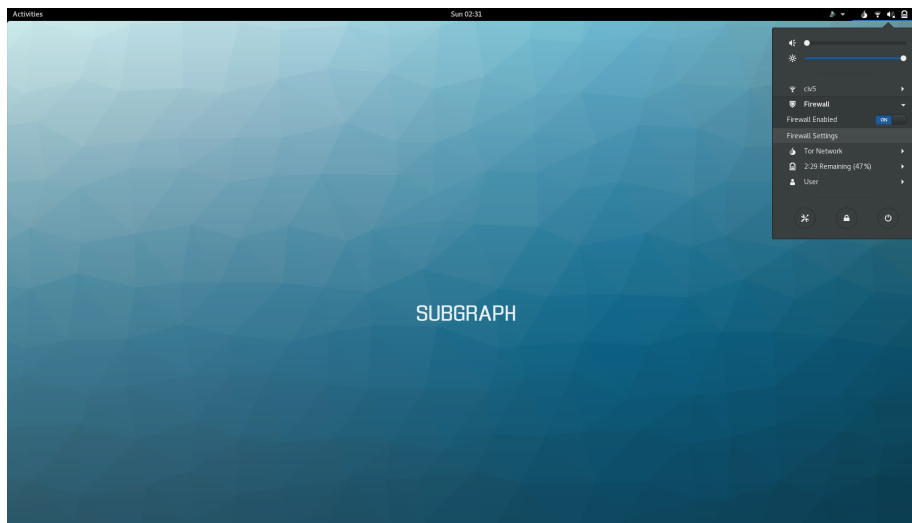 Activities
Sun 02:31
civ5
Firewall
Firewall Enabled
ON
Firewall Settings
Tor Network
2:29 Remaining (47%)
User
SUBGRAPH